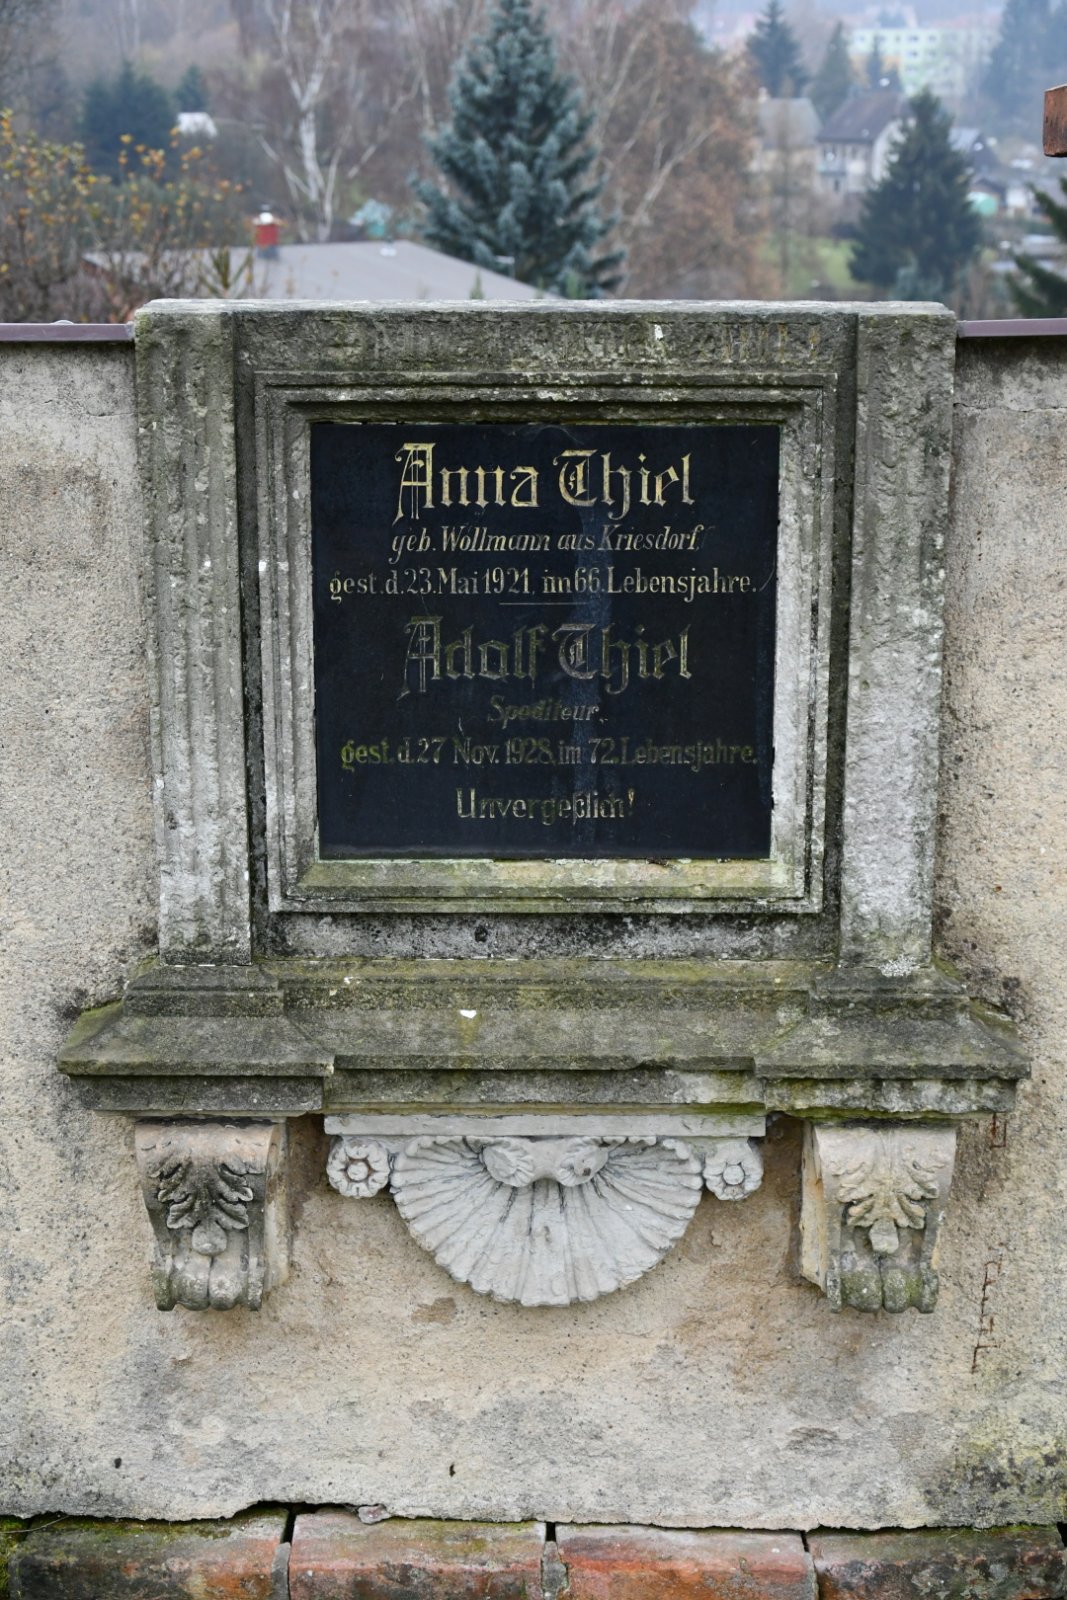 Anna Thiel
geb. Wollmann aus Kriesdorf,
gest. d. 23. Mai 1921, im 66. Lebensjahre.
Adolf Thiel
Spediteur,
gest. d. 27 Nov. 1928, im 72. Lebensjahre.
Unvergeßlich!